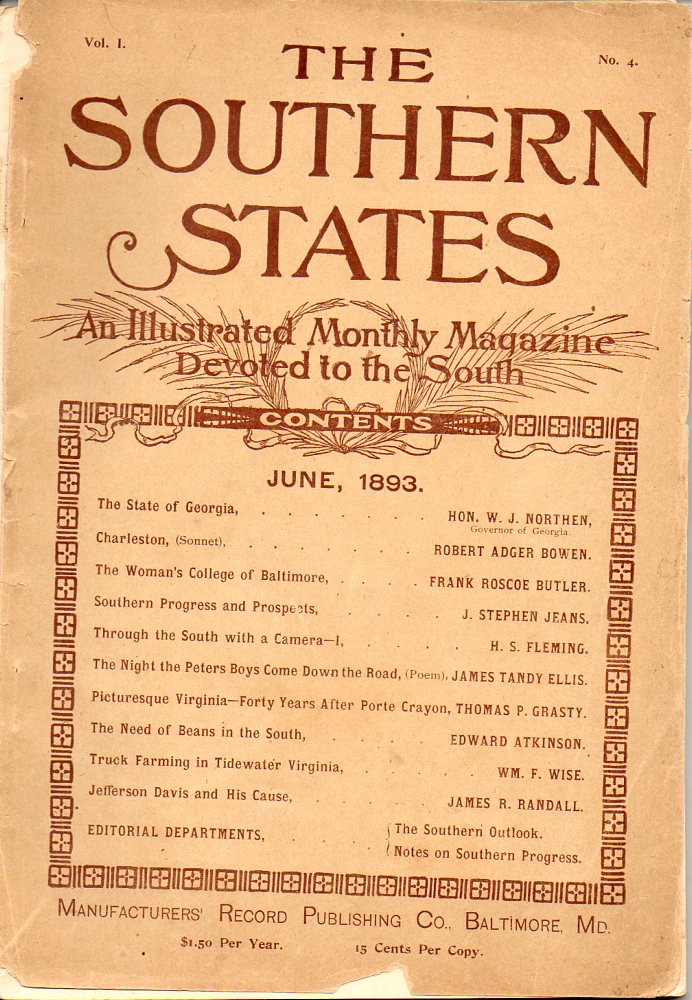 Vol. I.
No. 4.
THE
SOUTHERN
STATES
An Illustrated Monthly Magazine
Devoted to the South
CONTENTS
JUNE, 1893.
The State of Georgia, . . . . . . HON. W. J. NORTHEN,
Governor of Georgia.
Charleston, (Sonnet), . . . . . . ROBERT ADGER BOWEN.
The Woman's College of Baltimore, . . . . FRANK ROSCOE BUTLER.
Southern Progress and Prospects, . . . . J. STEPHEN JEANS.
Through the South with a Camera—I, . . . . H. S. FLEMING.
The Night the Peters Boys Come Down the Road, (Poem), JAMES TANDY ELLIS.
Picturesque Virginia—Forty Years After Porte Crayon, THOMAS P. GRASTY.
The Need of Beans in the South, . . . . EDWARD ATKINSON.
Truck Farming in Tidewater Virginia, . . . . WM. F. WISE.
Jefferson Davis and His Cause, . . . . . JAMES R. RANDALL.
EDITORIAL DEPARTMENTS, . . . . { The Southern Outlook.
Notes on Southern Progress.
MANUFACTURERS' RECORD PUBLISHING CO., BALTIMORE, MD.
$1.50 Per Year. 15 Cents Per Copy.